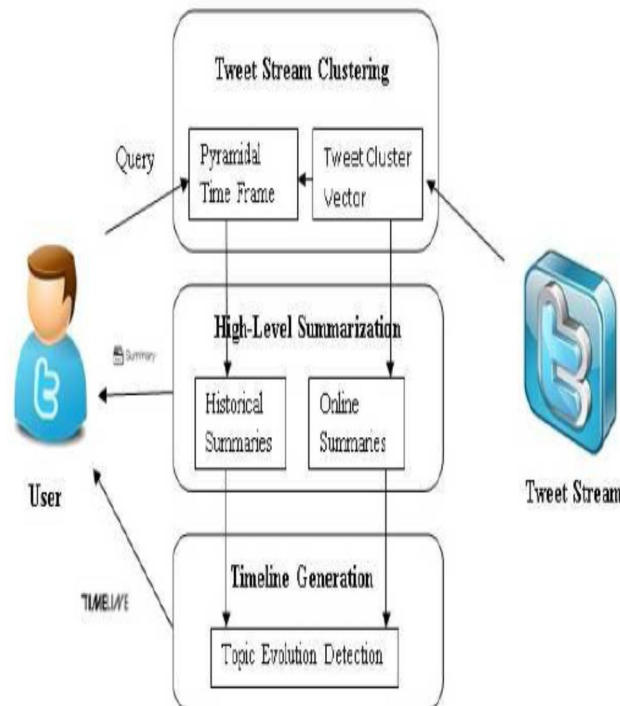 Tweet Stream Clustering
Query
Pyramidal
Time Frame
Tweet Cluster
Vector
High-Level Summarization
Summary
Historical
Summaries
Online
Summaries
User
Tweet Stream
Timeline Generation
TIMELINE
Topic Evolution Detection